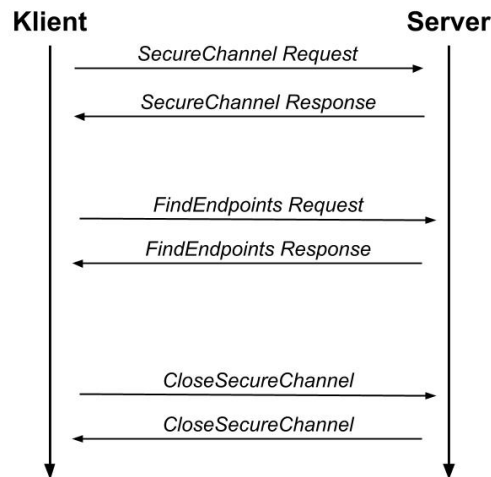 Klient Server
SecureChannel Request
SecureChannel Response
FindEndpoints Request
FindEndpoints Response
CloseSecureChannel
CloseSecureChannel